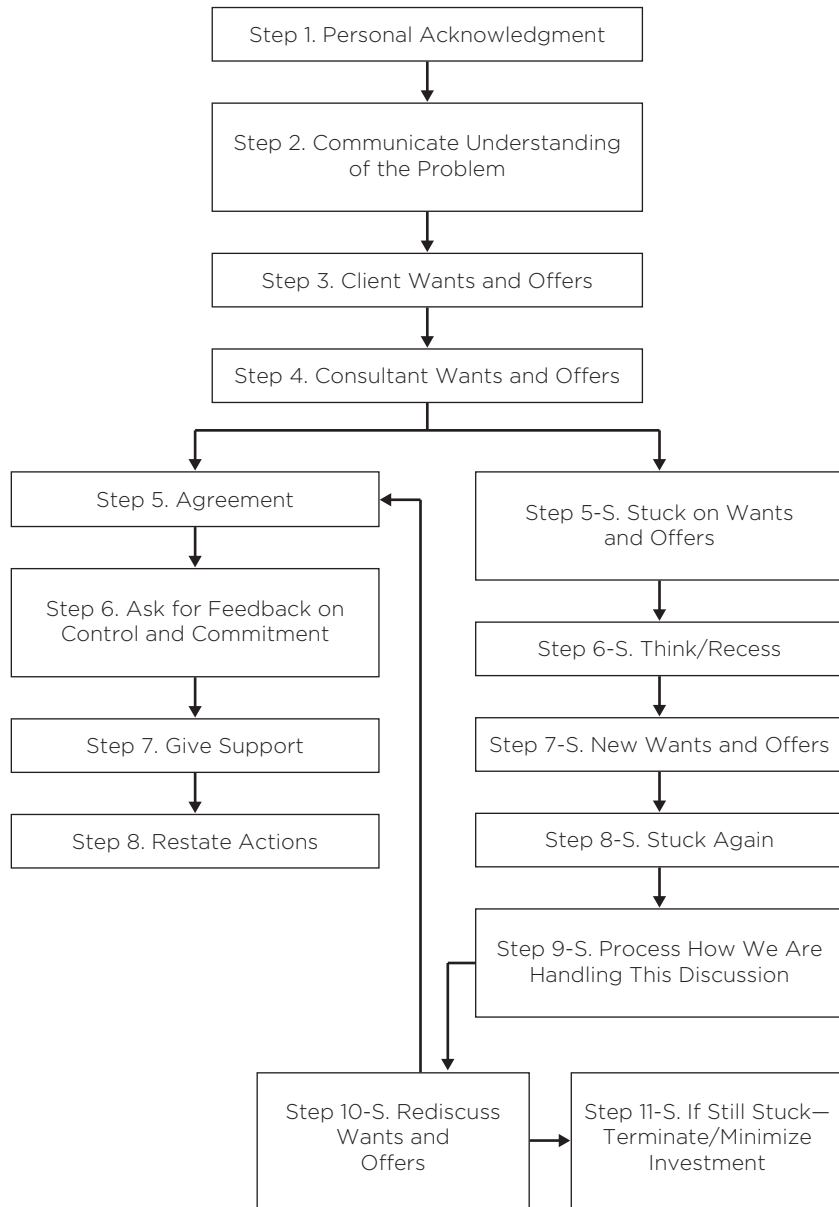 Step 1. Personal Acknowledgment
Step 2. Communicate Understanding
of the Problem
Step 3. Client Wants and Offers
Step 4. Consultant Wants and Offers
Step 5. Agreement
Step 6. Ask for Feedback on
Control and Commitment
Step 7. Give Support
Step 8. Restate Actions
Step 5-S. Stuck on Wants
and Offers
Step 6-S. Think/Recess
Step 7-S. New Wants and Offers
Step 8-S. Stuck Again
Step 9-S. Process How We Are
Handling This Discussion
Step 10-S. Rediscuss
Wants and
Offers
Step 11-S. If Still Stuck—
Terminate/Minimize
Investment